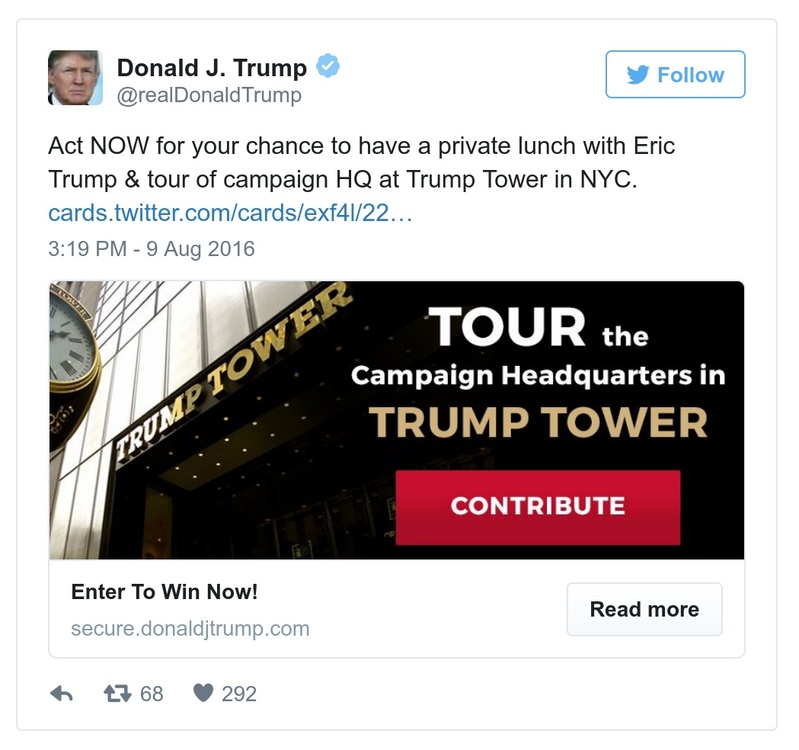 Donald J. Trump
@realDonaldTrump
Follow
Act NOW for your chance to have a private lunch with Eric
Trump & tour of campaign HQ at Trump Tower in NYC.
cards.twitter.com/cards/exf4l/22…
3:19 PM - 9 Aug 2016
TOWER
TRUMP TOWER
TOUR the
Campaign Headquarters in
TRUMP TOWER
CONTRIBUTE
Enter To Win Now!
secure.donaldjtrump.com
Read more
68
292